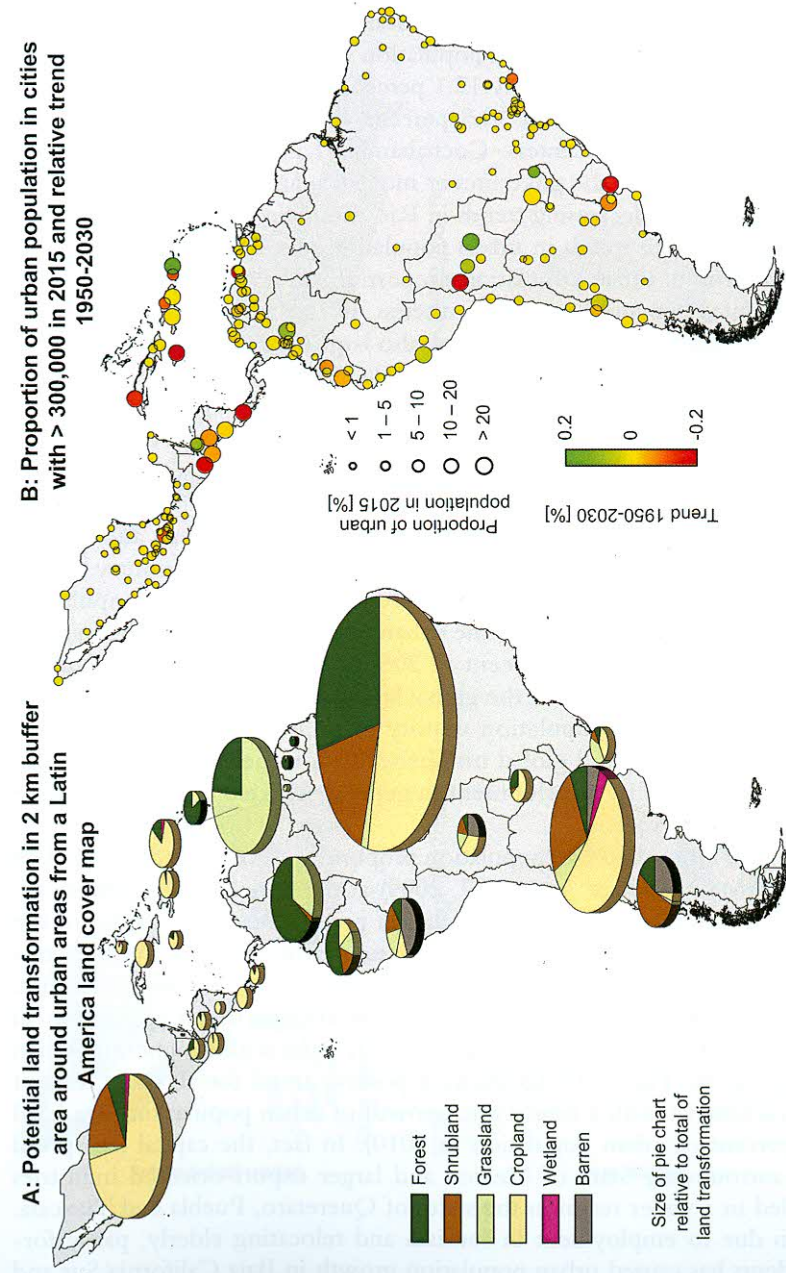 A: Potential land transformation in 2 km buffer
area around urban areas from a Latin
America land cover map
Forest
Shrubland
Grassland
Cropland
Wetland
Barren
Size of pie chart
relative to total of
land transformation
B: Proportion of urban population in cities
with > 300,000 in 2015 and relative trend
1950-2030
Proportion of urban
population in 2015 [%]
< 1
1 – 5
5 – 10
10 – 20
> 20
Trend 1950-2030 [%]
0.2
0
-0.2